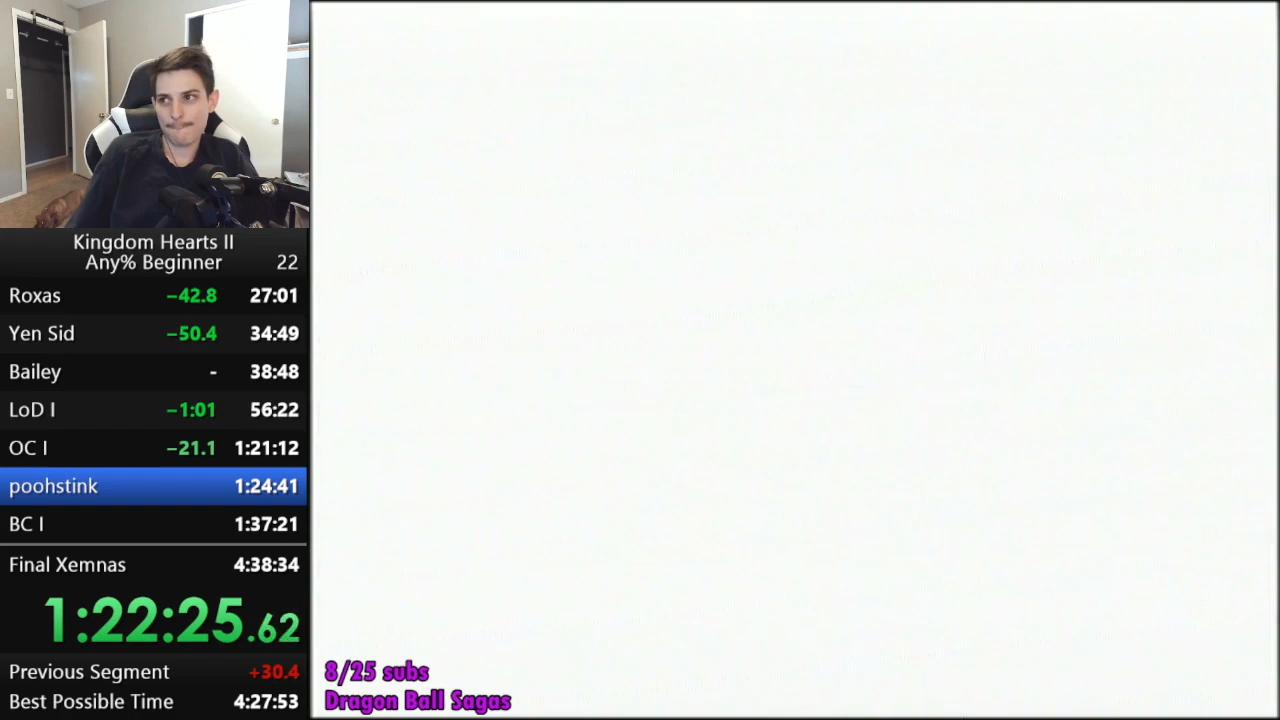 Kingdom Hearts II
Any% Beginner 22
Roxas -42.8 27:01
Yen Sid -50.4 34:49
Bailey - 38:48
LoD I -1:01 56:22
OC I -21.1 1:21:12
poohstink 1:24:41
BC I 1:37:21
Final Xemnas 4:38:34
1:22:25.62
Previous Segment +30.4
Best Possible Time 4:27:53
8/25 subs
Dragon Ball Sagas